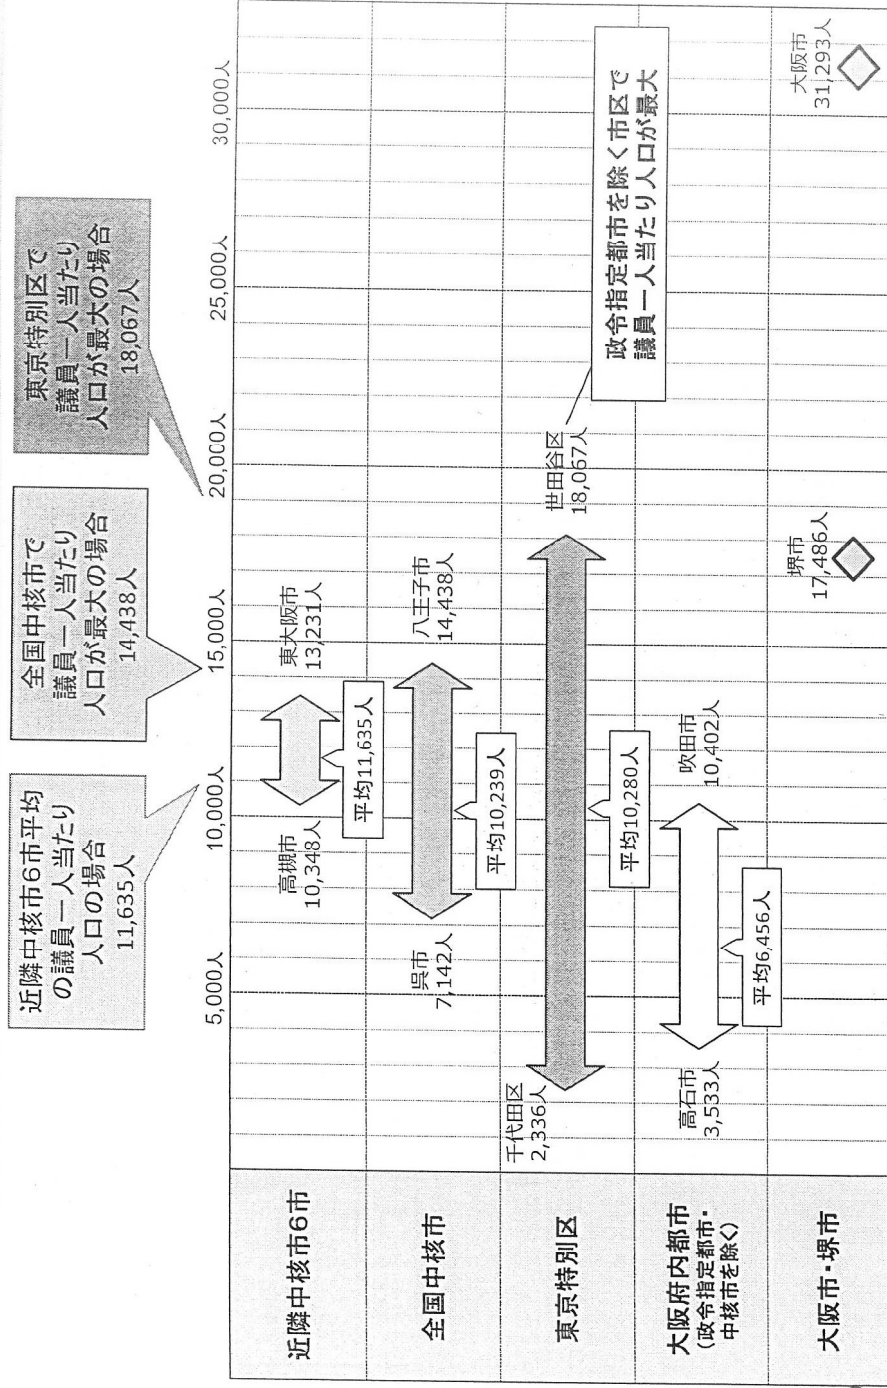 近隣中核市6市平均
の議員一人当たり
人口の場合
11,635人
全国中核市で
議員一人当たり
人口が最大の場合
14,438人
東京特別区で
議員一人当たり
人口が最大の場合
18,067人
5,000人
10,000人
15,000人
20,000人
25,000人
30,000人
近隣中核市6市
高槻市
10,348人
東大阪市
13,231人
平均11,635人
全国中核市
呉市
7,142人
八王子市
14,438人
平均10,239人
東京特別区
千代田区
2,336人
世田谷区
18,067人
平均10,280人
政令指定都市を除く市区で
議員一人当たり人口が最大
大阪府内都市
(政令指定都市・
中核市を除く)
高石市
3,533人
吹田市
10,402人
平均6,456人
大阪市・堺市
堺市
17,486人
大阪市
31,293人